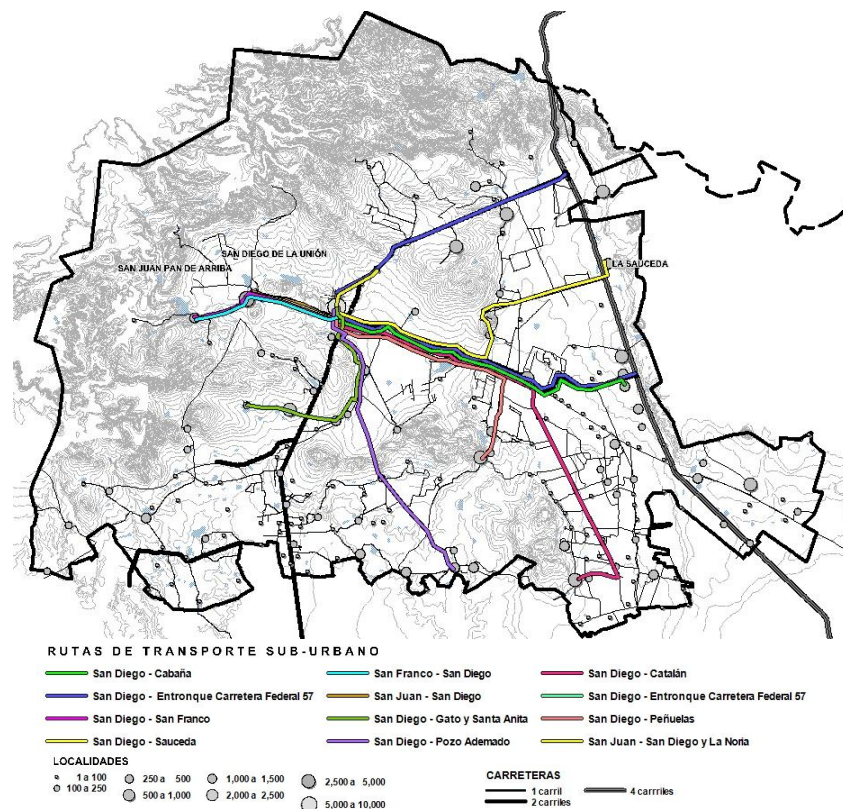 SAN DIEGO DE LA UNIÓN
SAN JUAN PAN DE ARRIBA
LA SAUCEDA
RUTAS DE TRANSPORTE SUB-URBANO
San Diego - Cabaña
San Franco - San Diego
San Diego - Catalán
San Diego - Entronque Carretera Federal 57
San Juan - San Diego
San Diego - Entronque Carretera Federal 57
San Diego - San Franco
San Diego - Gato y Santa Anita
San Diego - Peñuelas
San Diego - Sauceda
San Diego - Pozo Ademado
San Juan - San Diego y La Noria
LOCALIDADES
1 a 100
100 a 250
250 a 500
500 a 1,000
1,000 a 1,500
2,000 a 2,500
2,500 a 5,000
5,000 a 10,000
CARRETERAS
1 carril
2 carriles
4 carrriles